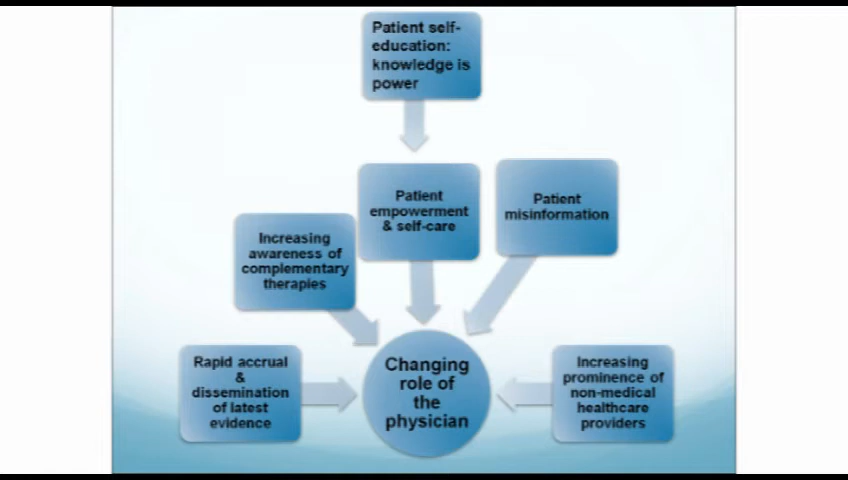 Patient self-
education:
knowledge is
power
Patient
empowerment
& self-care
Patient
misinformation
Increasing
awareness of
complementary
therapies
Rapid accrual
&
dissemination
of latest
evidence
Changing
role of
the
physician
Increasing
prominence of
non-medical
healthcare
providers